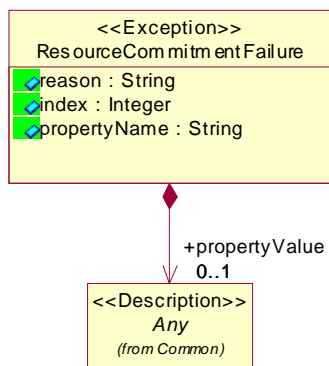 <<Exception>>
ResourceCommitmentFailure
reason : String
index : Integer
propertyName : String
+propertyValue
0..1
<<Description>>
Any
(from Common)